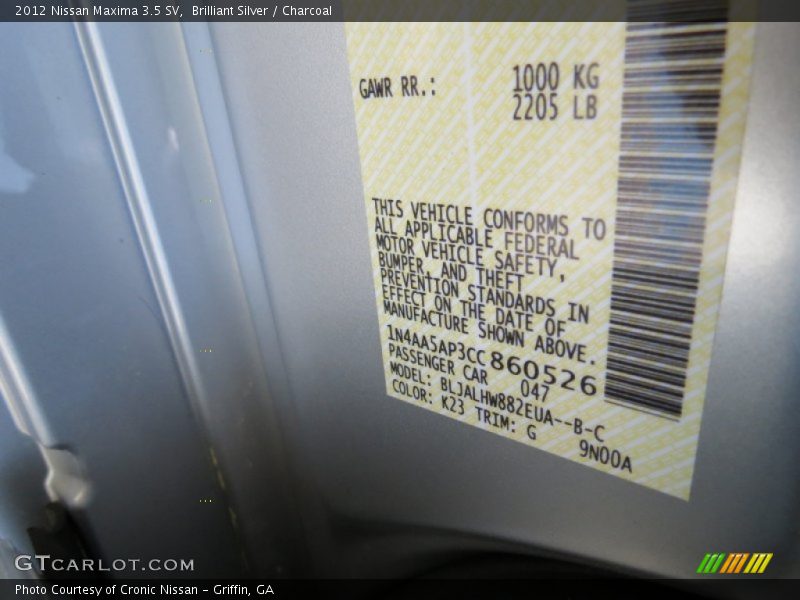 2012 Nissan Maxima 3.5 SV, Brilliant Silver / Charcoal
GAWR RR.: 1000 KG
2205 LB
THIS VEHICLE CONFORMS TO
ALL APPLICABLE FEDERAL
MOTOR VEHICLE SAFETY,
BUMPER, AND THEFT
PREVENTION STANDARDS IN
EFFECT ON THE DATE OF
MANUFACTURE SHOWN ABOVE.
1N4AA5AP3CC860526
PASSENGER CAR 047
MODEL: BLJALHW882EUA--B-C
COLOR: K23 TRIM: G 9N00A
GTCARLOT.COM
Photo Courtesy of Cronic Nissan - Griffin, GA